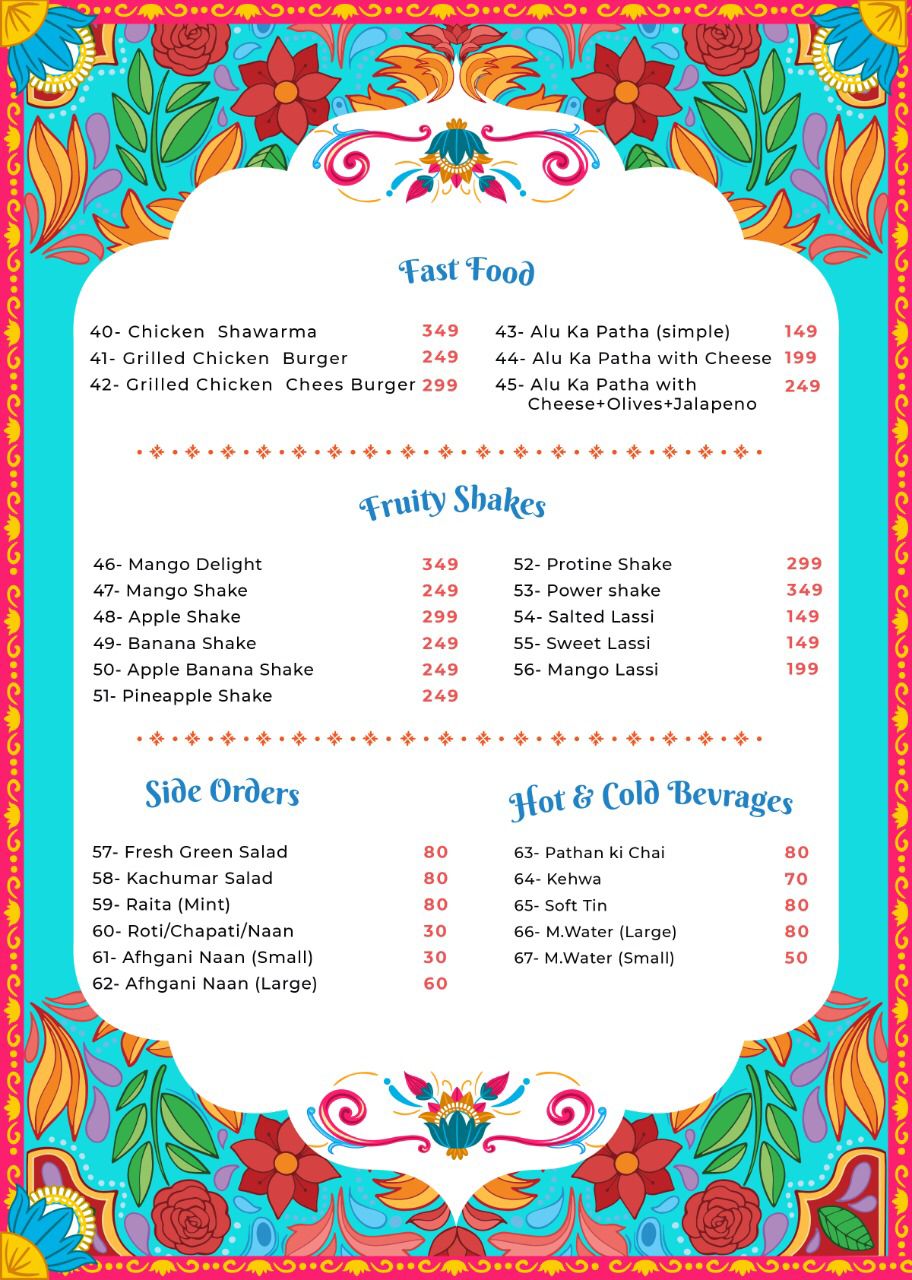 Fast Food
40- Chicken Shawarma 349
41- Grilled Chicken Burger 249
42- Grilled Chicken Chees Burger 299
43- Alu Ka Patha (simple) 149
44- Alu Ka Patha with Cheese 199
45- Alu Ka Patha with 249
Cheese+Olives+Jalapeno
Fruity Shakes
46- Mango Delight 349
47- Mango Shake 249
48- Apple Shake 299
49- Banana Shake 249
50- Apple Banana Shake 249
51- Pineapple Shake 249
52- Protine Shake 299
53- Power shake 349
54- Salted Lassi 149
55- Sweet Lassi 149
56- Mango Lassi 199
Side Orders
57- Fresh Green Salad 80
58- Kachumar Salad 80
59- Raita (Mint) 80
60- Roti/Chapati/Naan 30
61- Afhgani Naan (Small) 30
62- Afhgani Naan (Large) 60
Hot & Cold Bevrages
63- Pathan ki Chai 80
64- Kehwa 70
65- Soft Tin 80
66- M.Water (Large) 80
67- M.Water (Small) 50